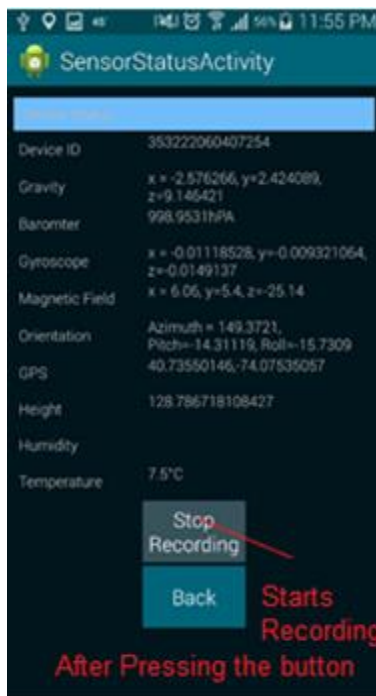 56% 11:55 PM
SensorStatusActivity
Device ID 353222060407254
Gravity x = -2.576266, y=2.424089, z=9.146421
Baromter 998.9531hPA
Gyroscope x = -0.01118528, y=-0.009321064, z=-0.0149137
Magnetic Field x = 6.06, y=5.4, z=-25.14
Orientation Azimuth = 149.3721, Pitch=-14.31119, Roll=-15.7309
GPS 40.73550146,-74.07535057
Height 128.786718108427
Humidity
Temperature 7.5°C
Stop
Recording
Back
Starts
Recording
After Pressing the button